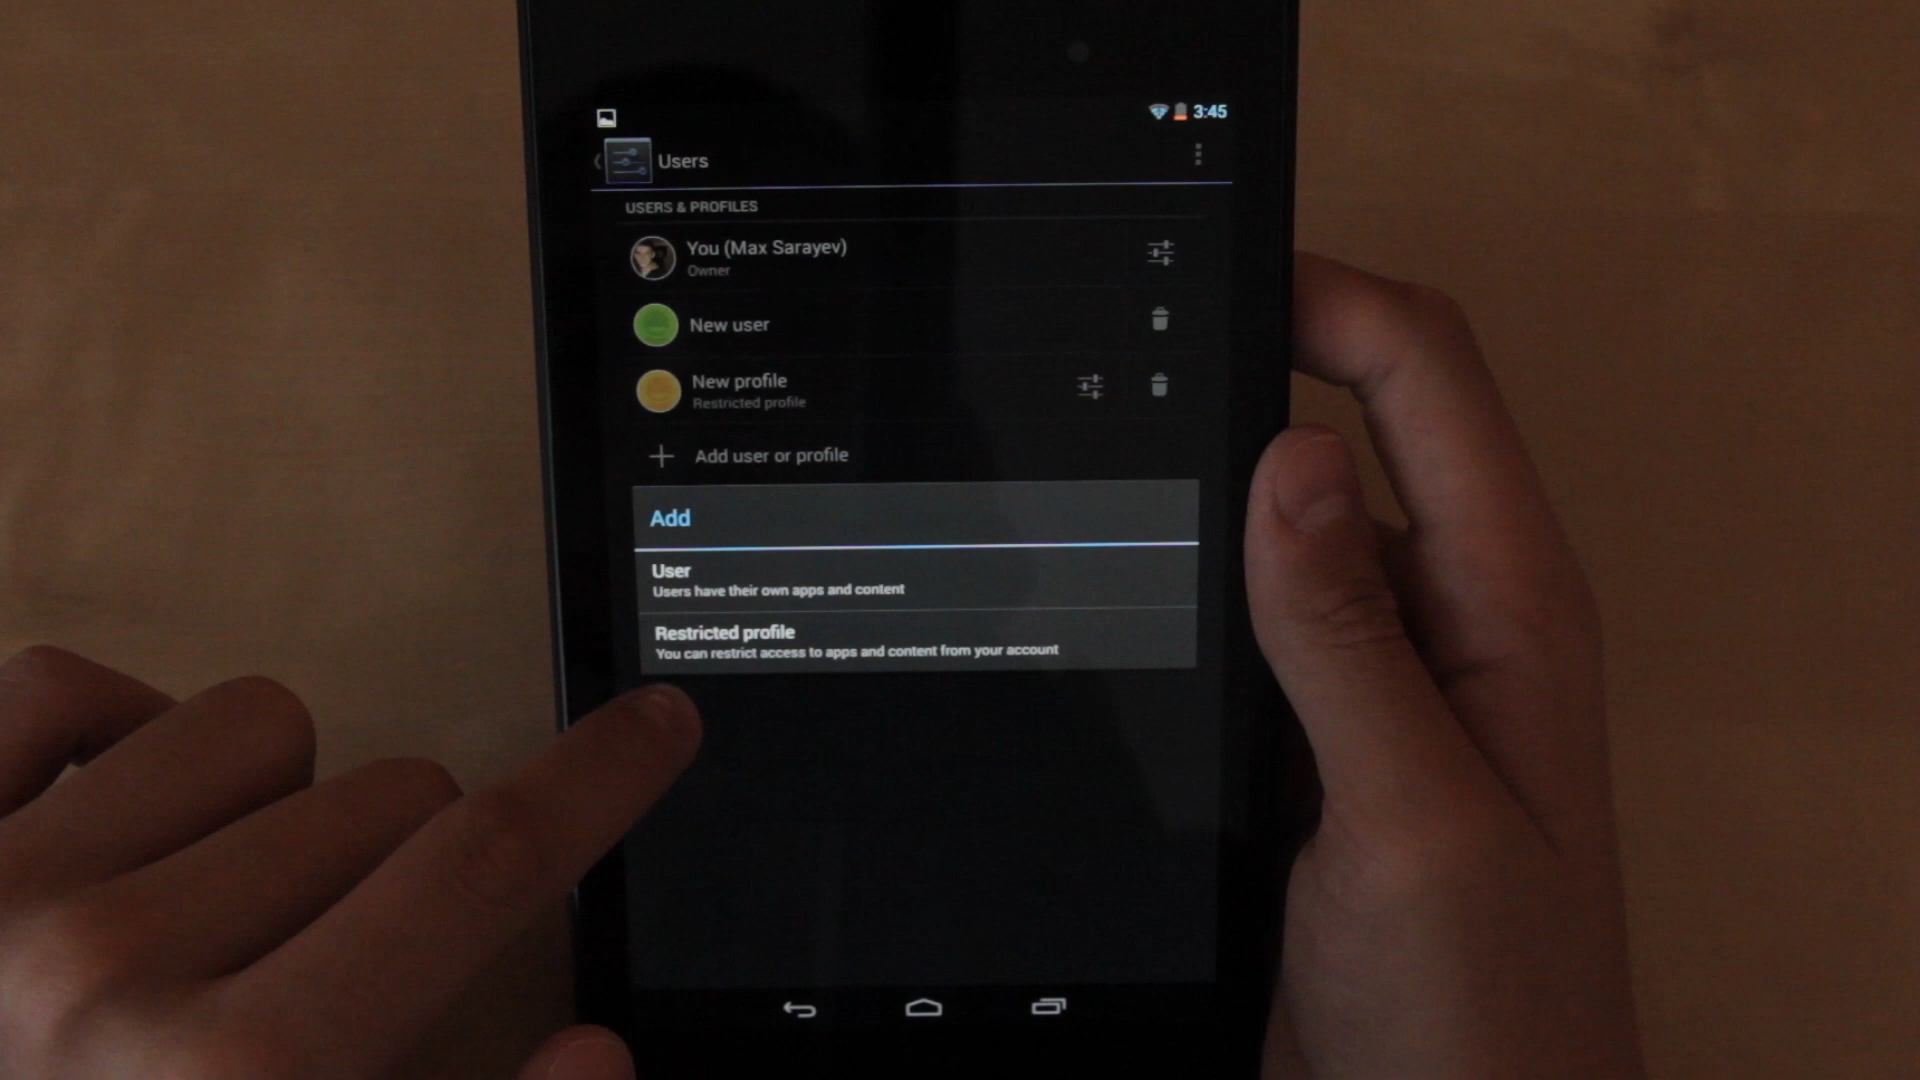 3:45
Users
USERS & PROFILES
You (Max Sarayev)
Owner
New user
New profile
Restricted profile
Add user or profile
Add
User
Users have their own apps and content
Restricted profile
You can restrict access to apps and content from your account